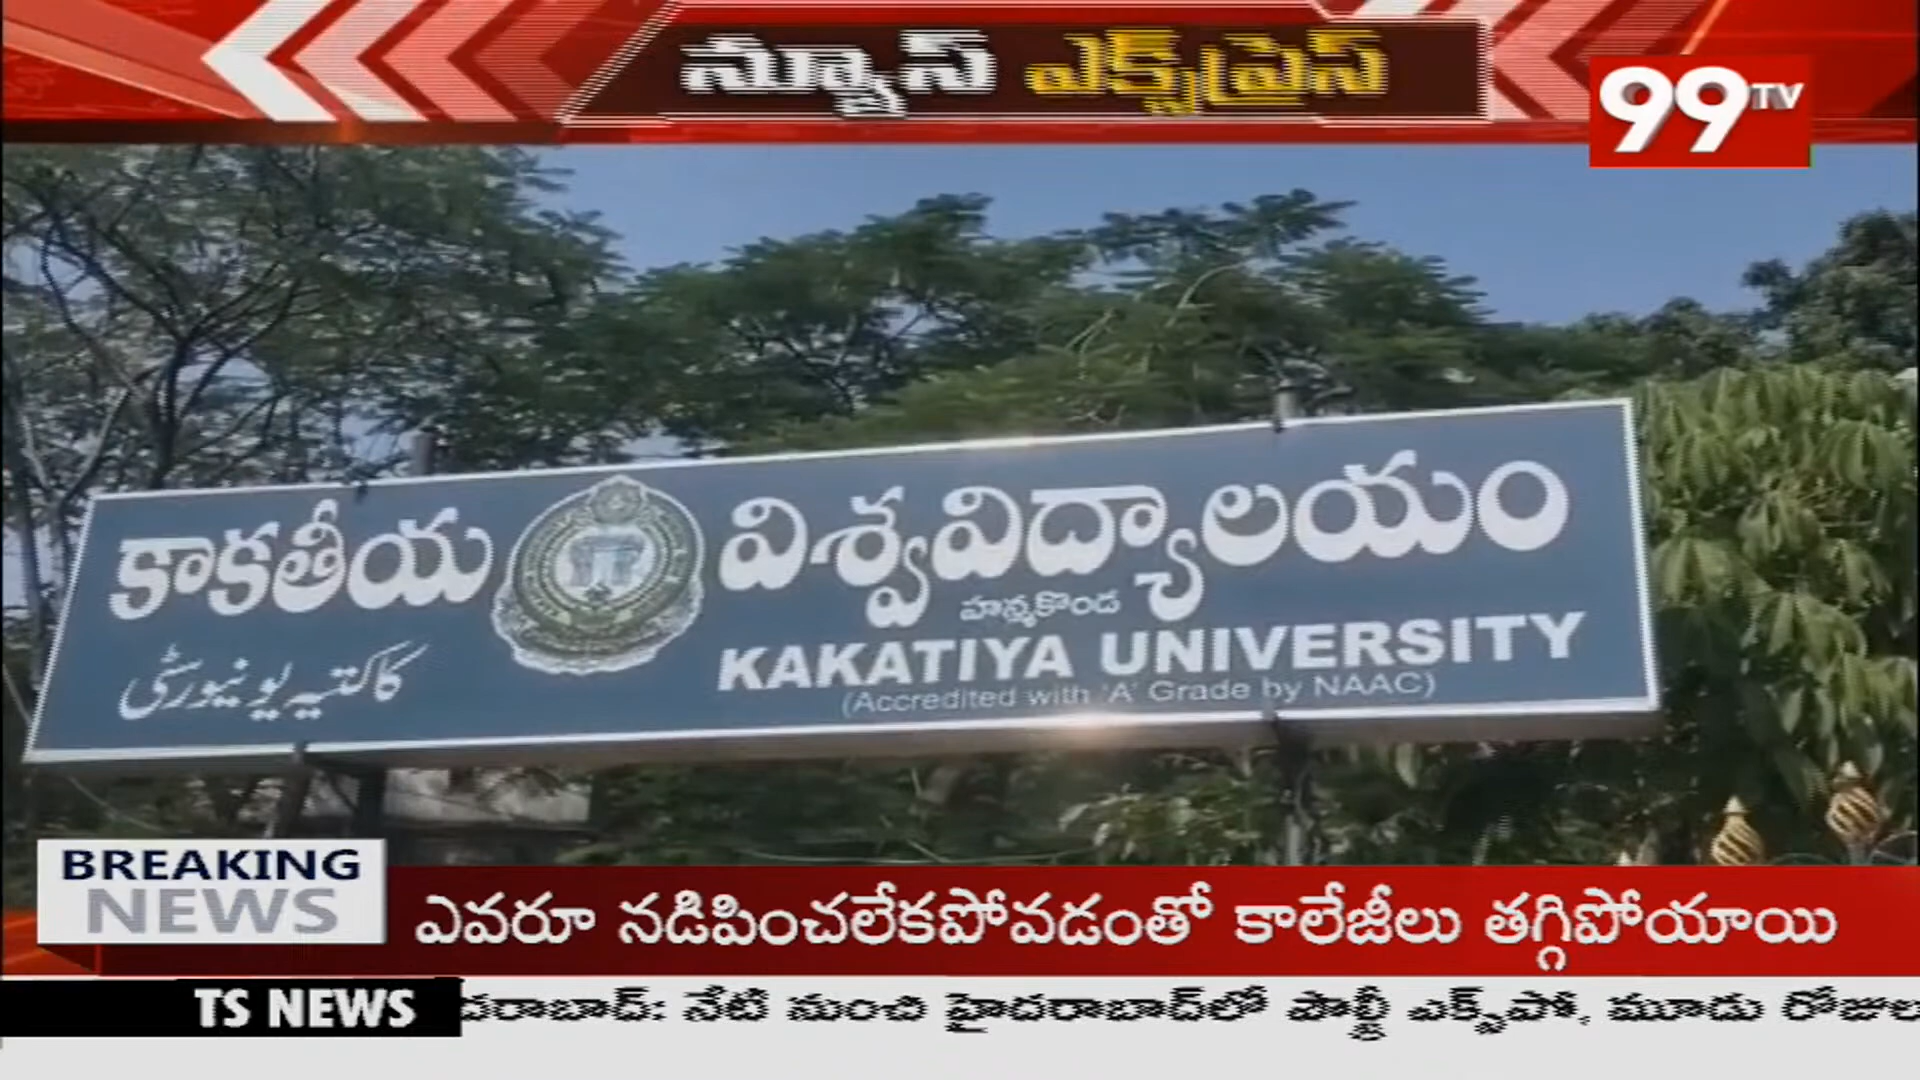 న్యూస్ ఎక్స్‌ప్రెస్
99TV
కాకతీయ విశ్వవిద్యాలయం
హన్మకొండ
کاکتیہ یونیورسٹی
KAKATIYA UNIVERSITY
(Accredited with 'A' Grade by NAAC)
BREAKING
NEWS
ఎవరూ నడిపించలేకపోవడంతో కాలేజీలు తగ్గిపోయాయి
TS NEWS
దరాబాద్: నేటి నుంచి హైదరాబాద్‌లో పౌల్ట్రీ ఎక్స్‌పో, మూడు రోజుల